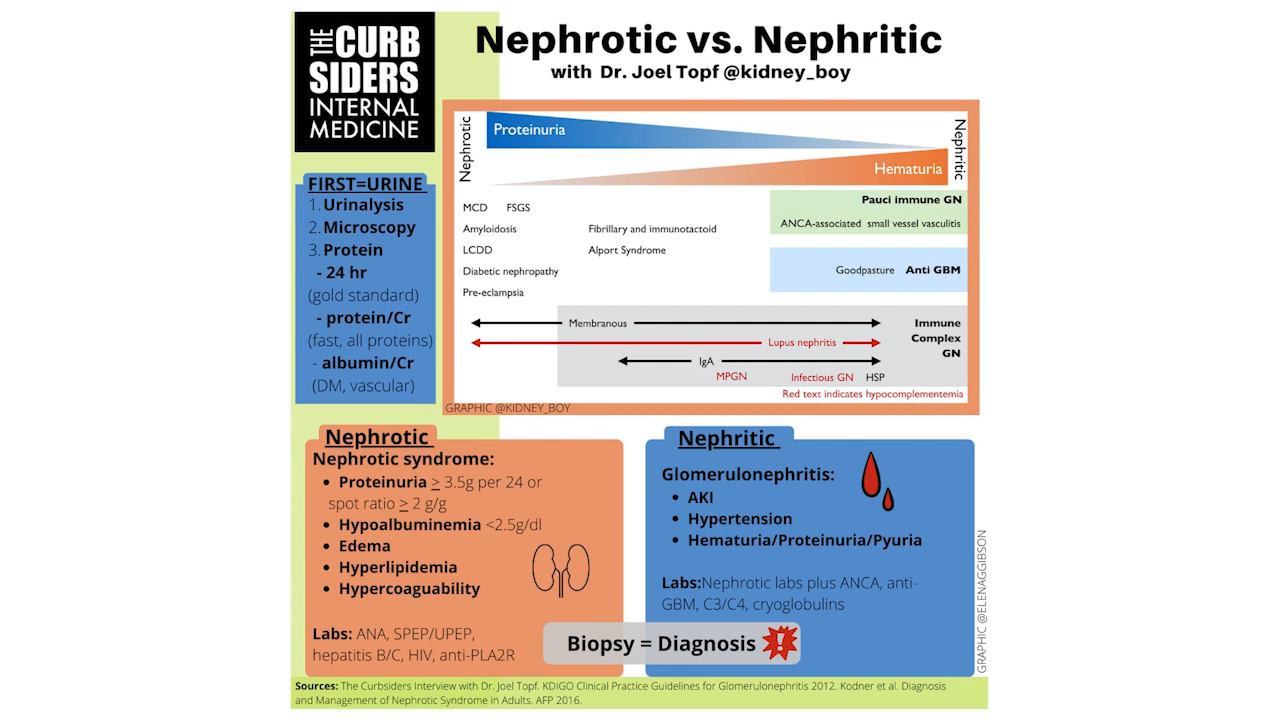 THE CURB
SIDERS
INTERNAL
MEDICINE
Nephrotic vs. Nephritic
with Dr. Joel Topf @kidney_boy
FIRST=URINE
1. Urinalysis
2. Microscopy
3. Protein
- 24 hr
(gold standard)
- protein/Cr
(fast, all proteins)
- albumin/Cr
(DM, vascular)
Nephrotic
Proteinuria
Hematuria
Nephritic
MCD FSGS
Amyloidosis
LCDD
Diabetic nephropathy
Pre-eclampsia
Fibrillary and immunotactoid
Alport Syndrome
Pauci immune GN
ANCA-associated small vessel vasculitis
Goodpasture Anti GBM
Membranous
Lupus nephritis
IgA
MPGN
Infectious GN HSP
Immune
Complex
GN
Red text indicates hypocomplementemia
GRAPHIC @KIDNEY_BOY
Nephrotic
Nephrotic syndrome:
• Proteinuria ≥ 3.5g per 24 or
spot ratio ≥ 2 g/g
• Hypoalbuminemia <2.5g/dl
• Edema
• Hyperlipidemia
• Hypercoaguability
Labs: ANA, SPEP/UPEP,
hepatitis B/C, HIV, anti-PLA2R
Nephritic
Glomerulonephritis:
• AKI
• Hypertension
• Hematuria/Proteinuria/Pyuria
Labs:Nephrotic labs plus ANCA, anti-
GBM, C3/C4, cryoglobulins
Biopsy = Diagnosis
GRAPHIC @ELENAGGIBSON
Sources: The Curbsiders Interview with Dr. Joel Topf. KDIGO Clinical Practice Guidelines for Glomerulonephritis 2012. Kodner et al. Diagnosis
and Management of Nephrotic Syndrome in Adults. AFP 2016.